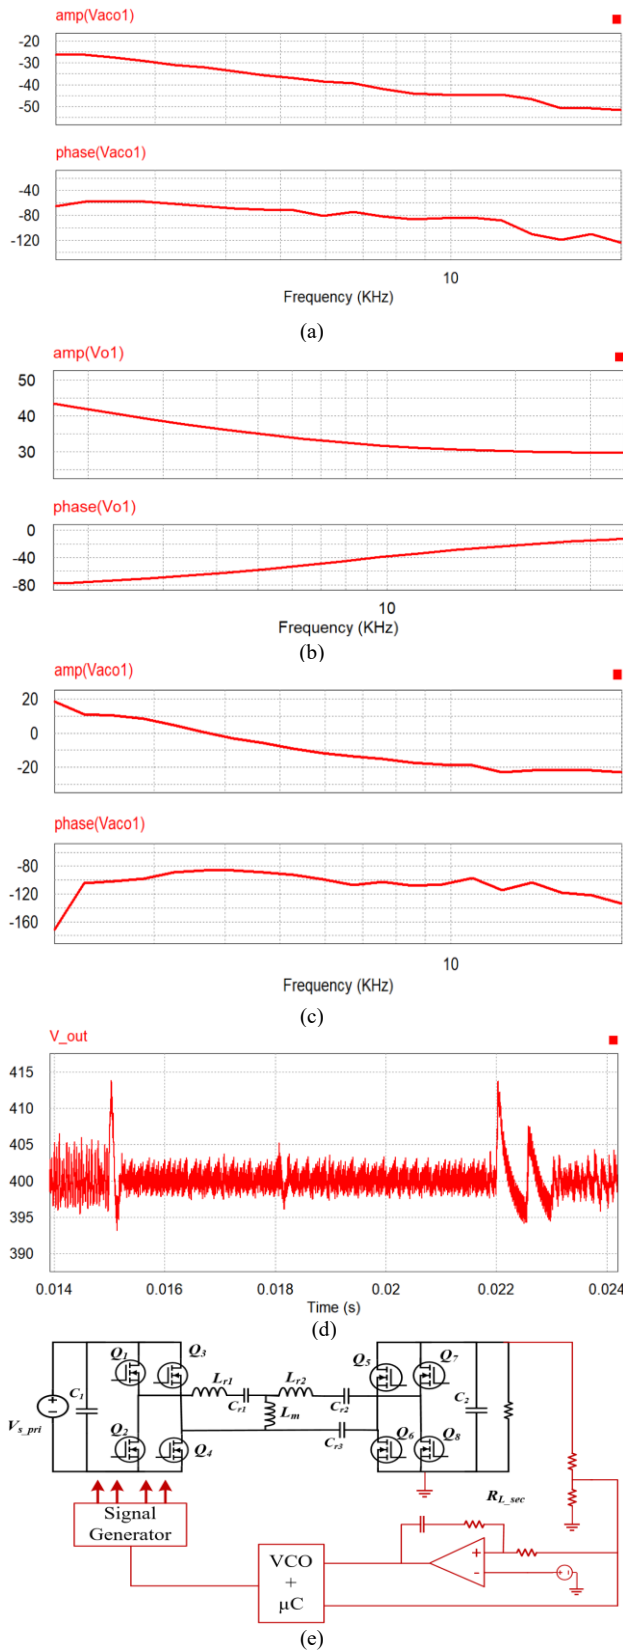 amp(Vaco1)
-20
-30
-40
-50
phase(Vaco1)
-40
-80
-120
10
Frequency (KHz)
(a)
amp(Vo1)
50
40
30
phase(Vo1)
0
-40
-80
10
Frequency (KHz)
(b)
amp(Vaco1)
20
0
-20
phase(Vaco1)
-80
-120
-160
10
Frequency (KHz)
(c)
V_out
415
410
405
400
395
390
0.014 0.016 0.018 0.02 0.022 0.024
Time (s)
(d)
Q1 Q3 Q5 Q7
Lr1 Lr2
C1 Cr1 Cr2 C2
Vs_pri Lm
Q2 Q4 Cr3 Q6 Q8
RL_sec
Signal
Generator
VCO
+
µC
+
-
(e)